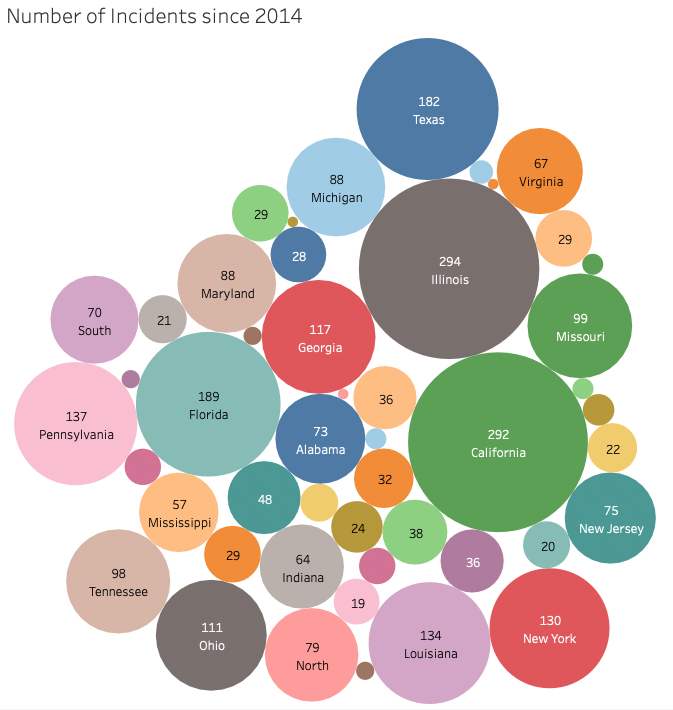 Number of Incidents since 2014
182
Texas
67
Virginia
88
Michigan
29
29
28
294
Illinois
88
Maryland
70
South
21
117
Georgia
99
Missouri
189
Florida
36
137
Pennsylvania
73
Alabama
292
California
22
32
48
57
Mississippi
75
New Jersey
24
38
29
20
64
Indiana
36
98
Tennessee
19
111
Ohio
79
North
134
Louisiana
130
New York